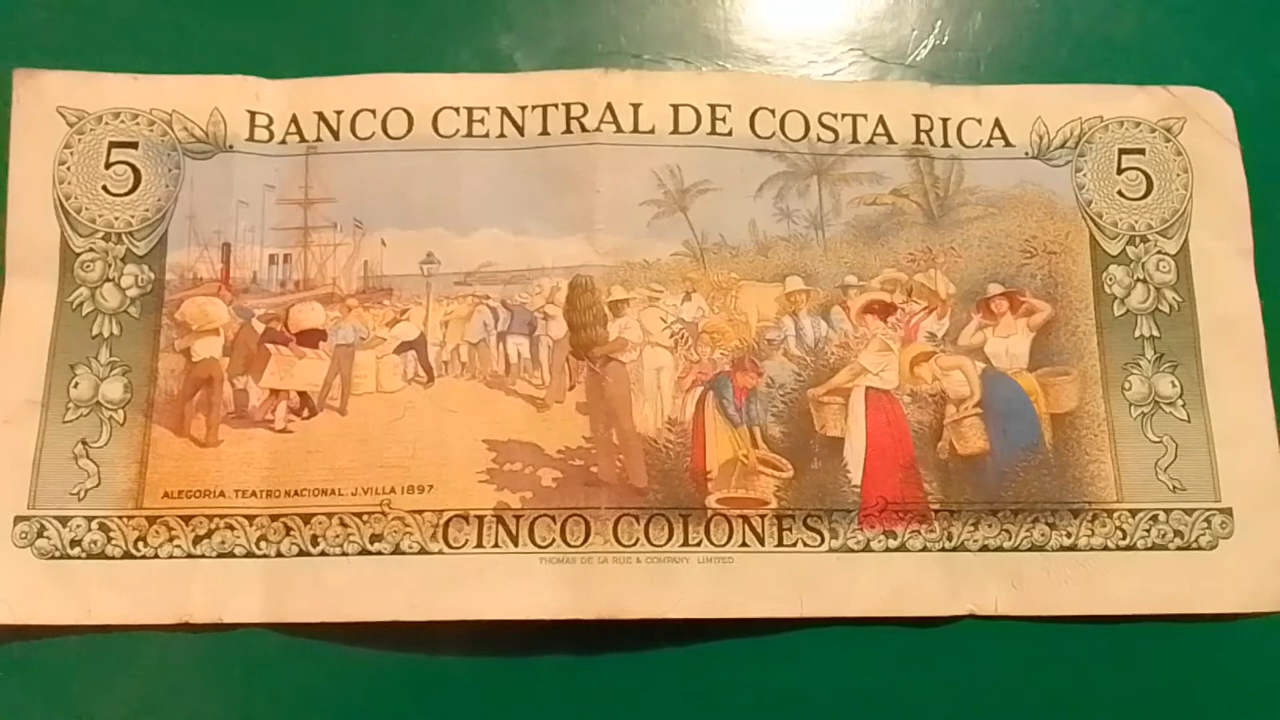 BANCO CENTRAL DE COSTA RICA
5
5
ALEGORIA. TEATRO NACIONAL. J. VILLA 1897
CINCO COLONES
THOMAS DE LA RUE & COMPANY LIMITED